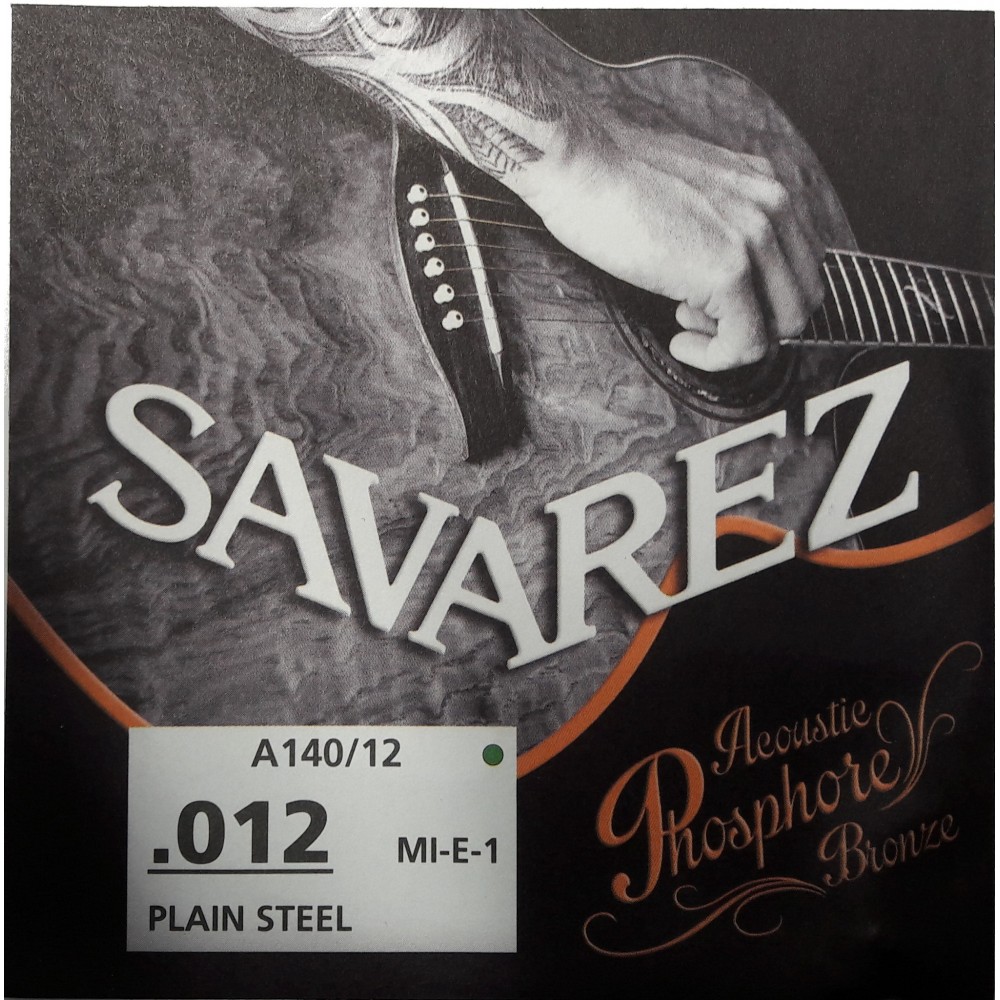 SAVAREZ
A140/12
.012 MI-E-1
PLAIN STEEL
Acoustic
Phosphore
Bronze